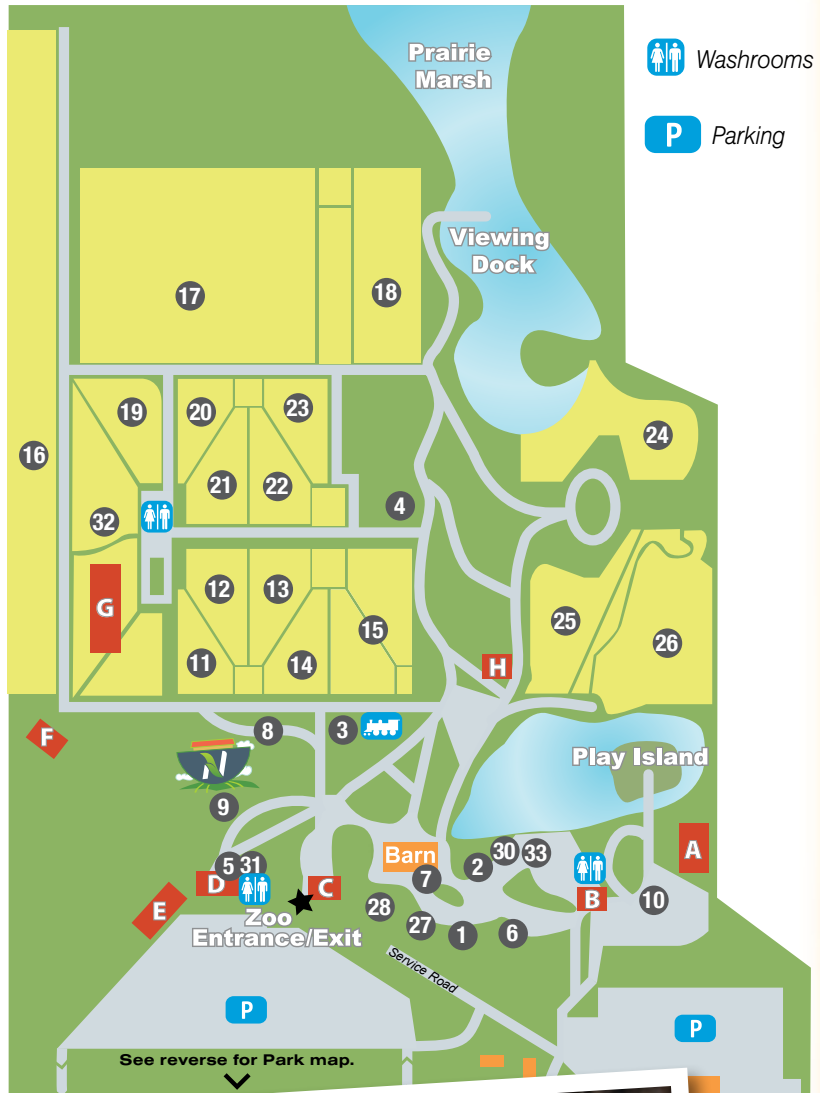 Prairie
Marsh
Washrooms
P
Parking
Viewing
Dock
17
18
19
20
23
24
16
21
22
4
32
12
13
G
25
15
26
11
14
H
F
8
3
Play Island
N
9
A
Barn
30
33
5
31
2
7
D
C
B
E
28
10
Zoo
Entrance/Exit
27
1
6
Service Road
P
P
See reverse for Park map.